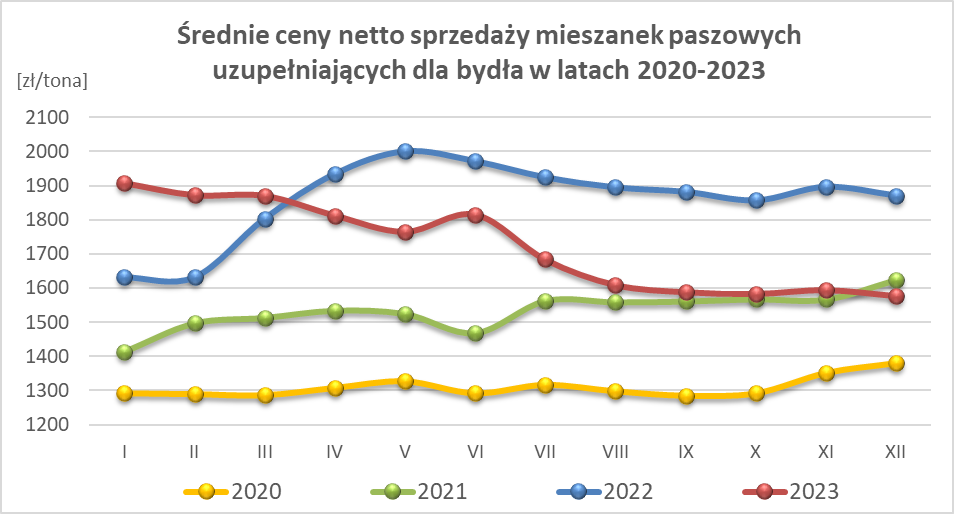 Średnie ceny netto sprzedaży mieszanek paszowych
uzupełniających dla bydła w latach 2020-2023
[zł/tona]
2100
2000
1900
1800
1700
1600
1500
1400
1300
1200
I II III IV V VI VII VIII IX X XI XII
2020 2021 2022 2023